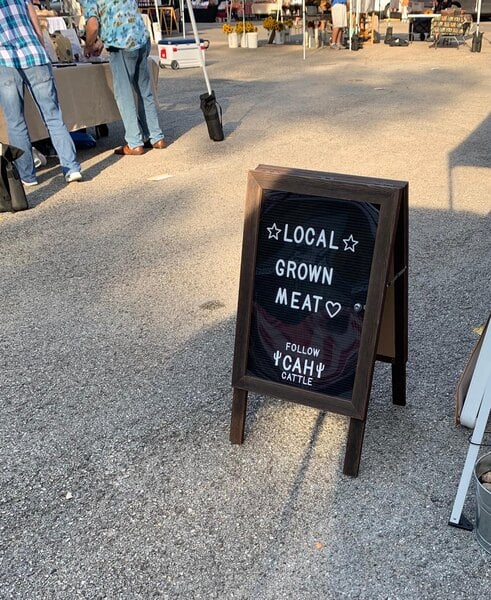 ☆LOCAL☆
GROWN
MEAT♡
FOLLOW
CAH
CATTLE